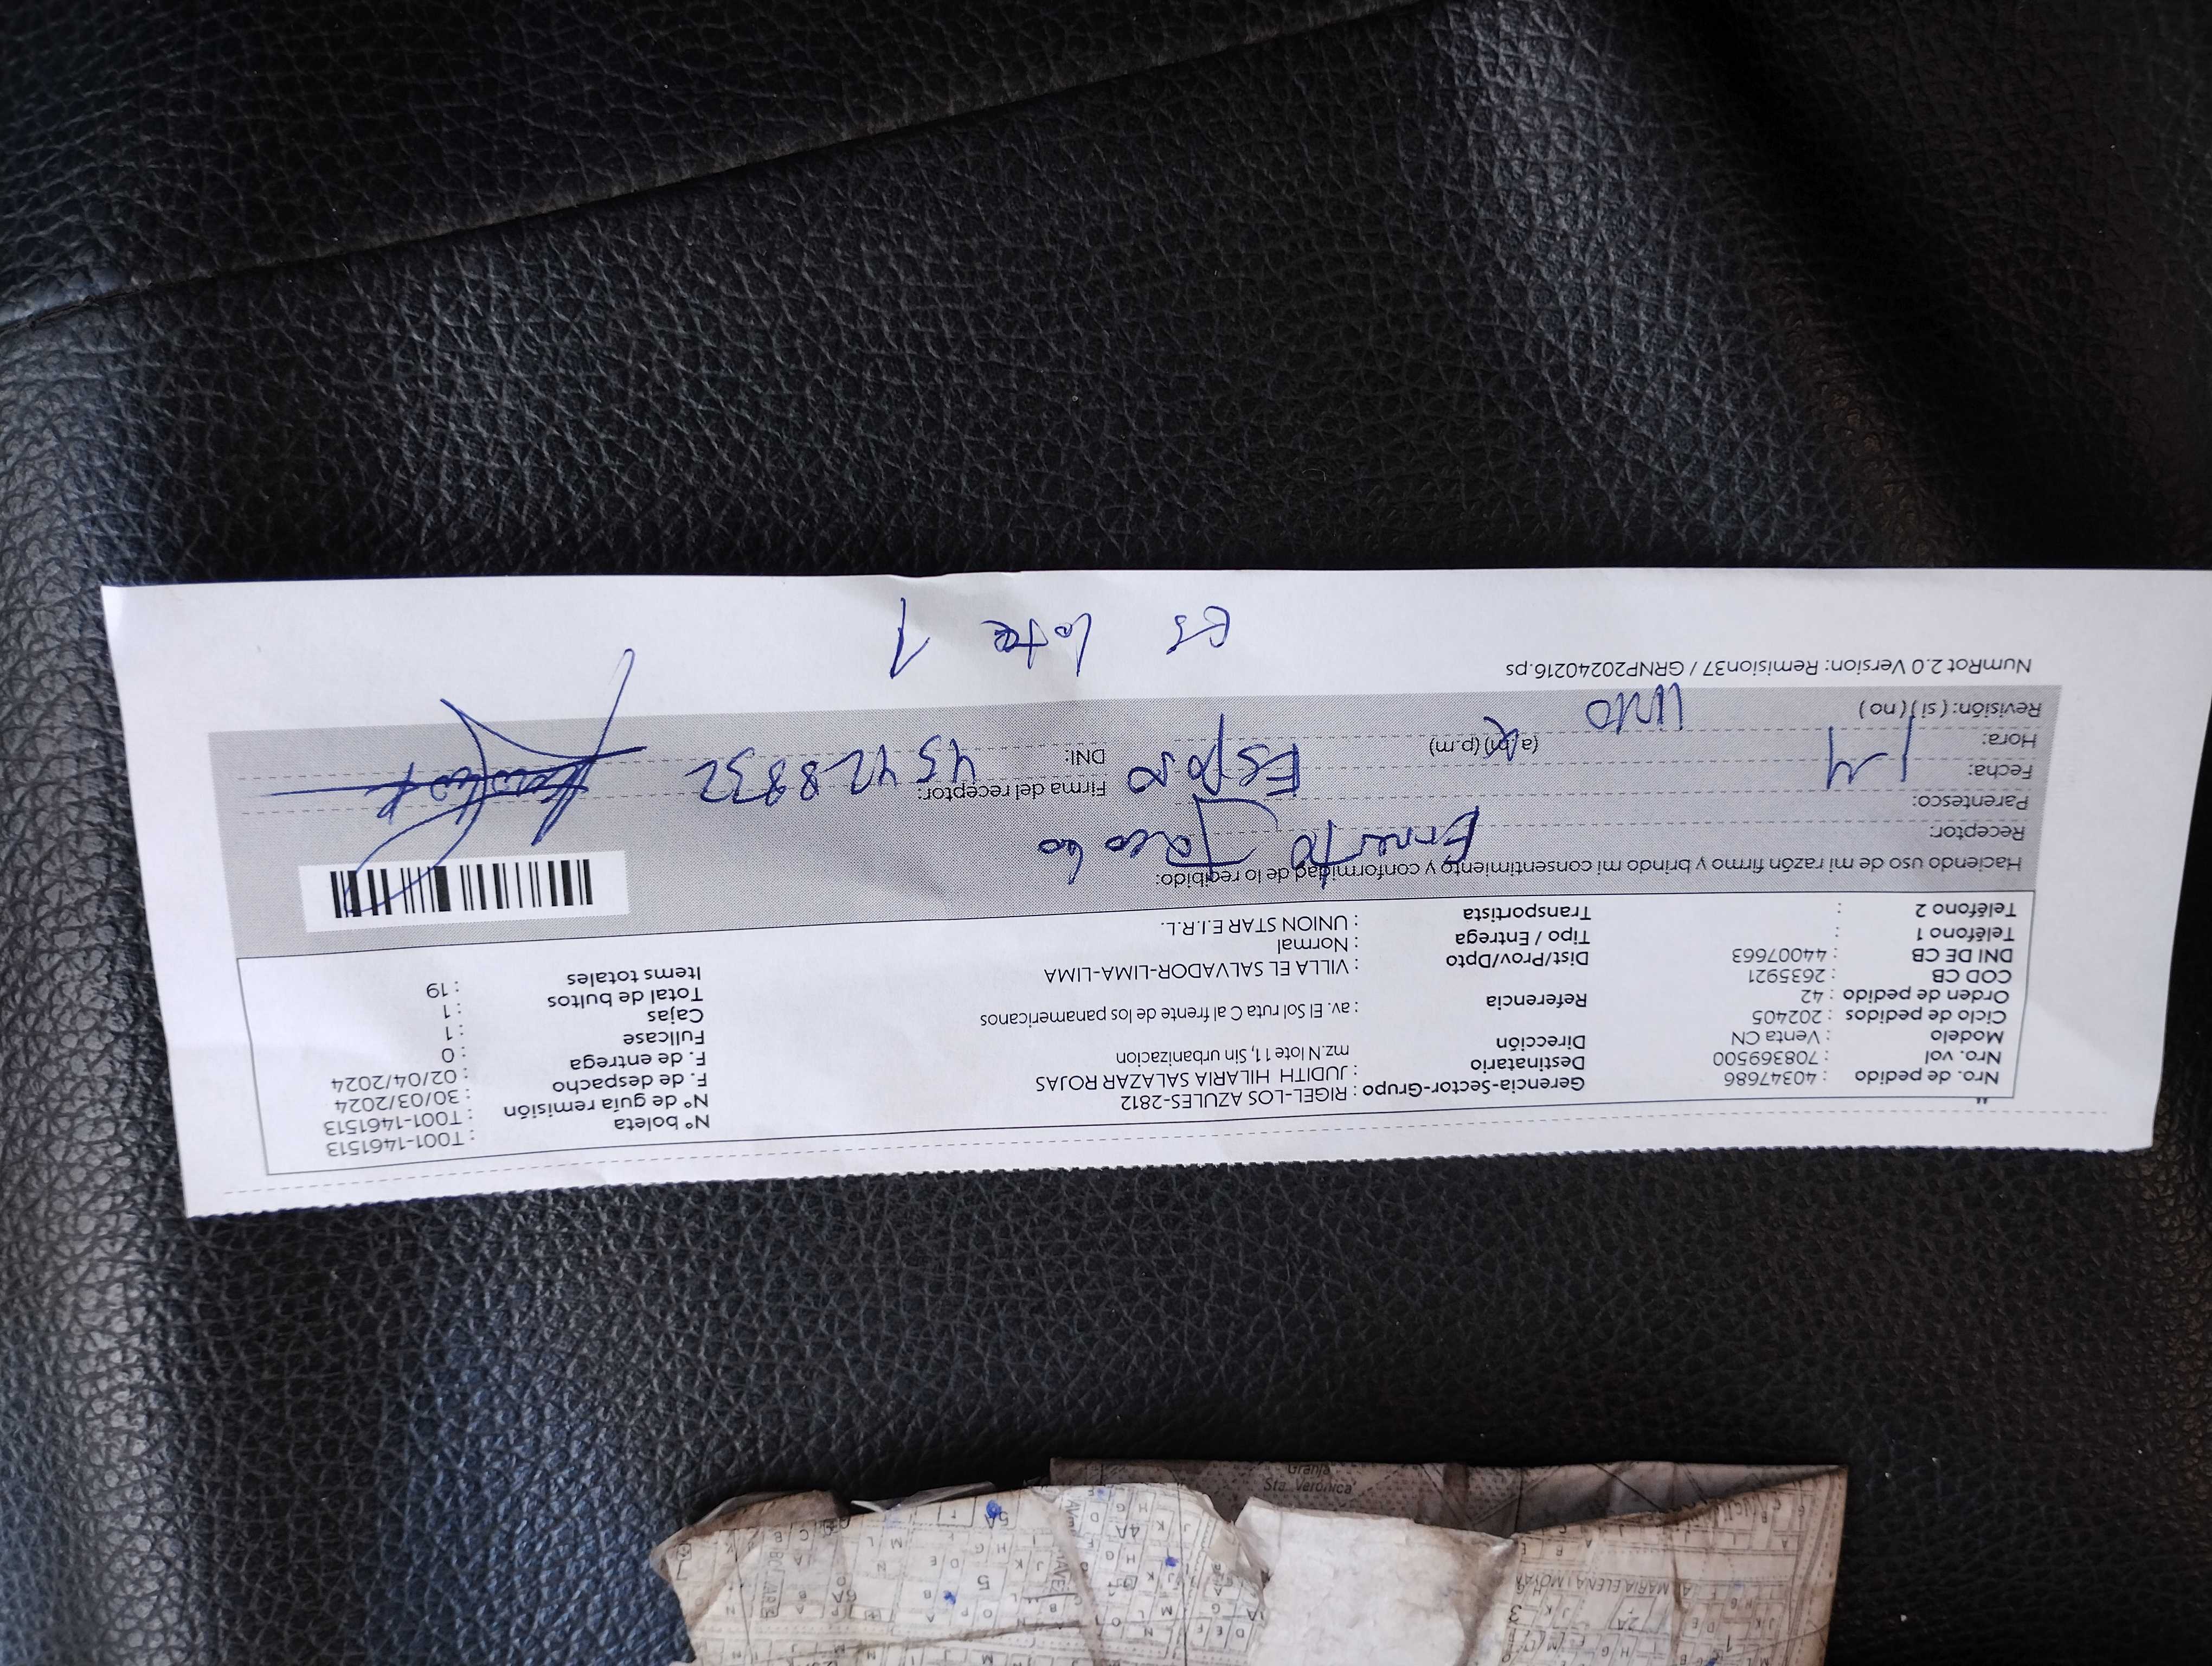 Nro. de pedido : 40347686 Gerencia-Sector-Grupo : RIGEL-LOS AZULES-2812 N° boleta : T001-1461513
Nro. vol : 708369500 Destinatario : JUDITH HILARIA SALAZAR ROJAS N° de guia remisión : T001-1461513
Modelo : Venta CN Dirección mz.N lote 11, Sin urbanizacion F. de despacho : 30/03/2024
Ciclo de pedidos : 202405 F. de entrega : 02/04/2024
Orden de pedido : 42 Referencia : av. El Sol ruta C al frente de los panamericanos Fullcase : 0
COD CB : 2635921 Cajas : 1
DNI DE CB : 44007663 Dist/Prov/Dpto : VILLA EL SALVADOR-LIMA-LIMA Total de bultos : 1
Teléfono 1 : Tipo / Entrega : Normal Items totales : 19
Teléfono 2 : Transportista : UNION STAR E.I.R.L.
Haciendo uso de mi razón firmo y brindo mi consentimiento y conformidad de lo recibido:
Receptor: Ernesto
Parentesco: Esposo Firma del receptor:
Fecha: 1-4 DNI: 45428832
Hora: (a.m) (p.m)
Revisión: ( si ) ( no ) UNO
NumRot 2.0 Version: Remision37 / GRNP20240216.ps
es lote 1
Granja
Sta. Verónica
MARIA ELENA MOYA